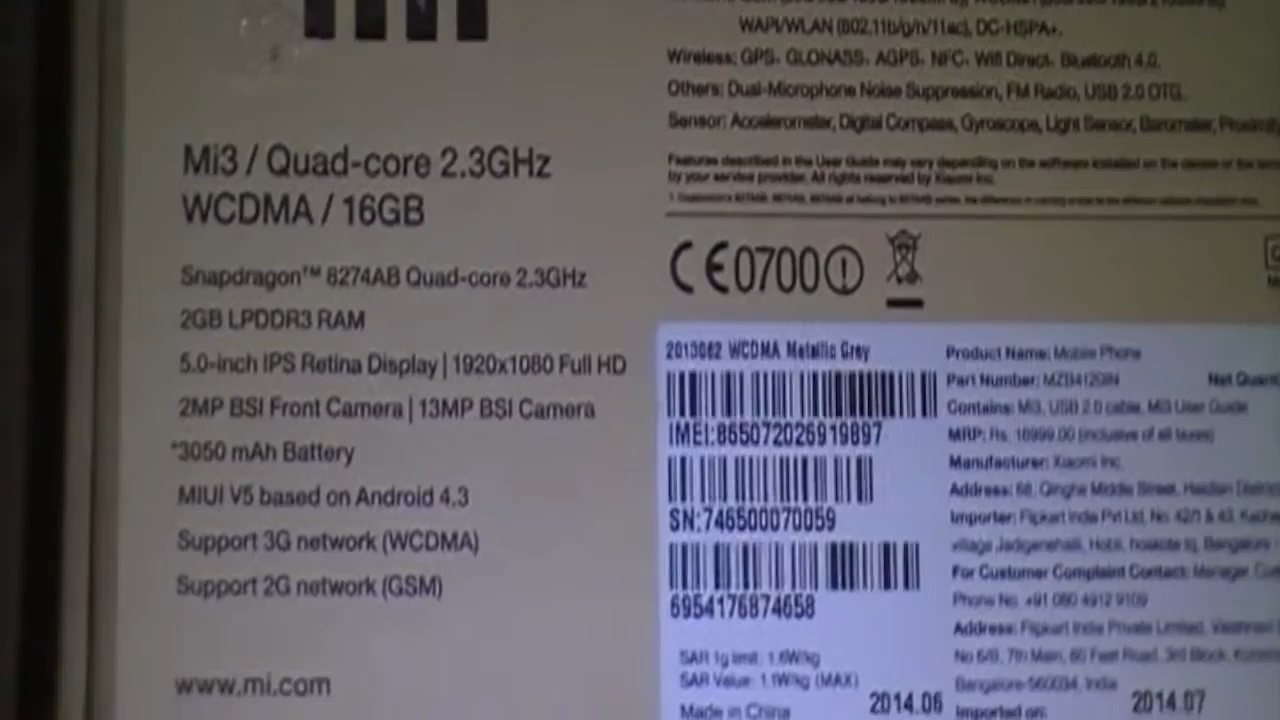 WAPI/WLAN (802.11b/g/n/11ac), DC-HSPA+.
Wireless: GPS, GLONASS, AGPS, NFC, Wifi Direct, Bluetooth 4.0.
Others: Dual-Microphone Noise Suppression, FM Radio, USB 2.0 OTG.
Sensor: Accelerometer, Digital Compass, Gyroscope, Light Sensor, Barometer, Proximity
Features described in the User Guide may vary depending on the software installed on the device or the
by your service provider. All rights reserved by Xiaomi Inc.
Mi3 / Quad-core 2.3GHz
WCDMA / 16GB
Snapdragon™ 8274AB Quad-core 2.3GHz
2GB LPDDR3 RAM
5.0-inch IPS Retina Display | 1920x1080 Full HD
2MP BSI Front Camera | 13MP BSI Camera
*3050 mAh Battery
MIUI V5 based on Android 4.3
Support 3G network (WCDMA)
Support 2G network (GSM)
www.mi.com
CE0700
2013062 WCDMA Metallic Grey
IMEI:865072026919897
SN:746500070059
6954176874658
SAR 1g limit: 1.6W/kg
SAR Value: 1.1W/kg (MAX)
Made in China
2014.06
Product Name: Mobile Phone
Part Number: MZB4120IN
Net Quant
Contains: Mi3, USB 2.0 cable, Mi3 User Guide
MRP: Rs. 16999.00 (inclusive of all taxes)
Manufacturer: Xiaomi Inc.
Address: 68, Qinghe Middle Street, Haidian District
Importer: Flipkart India Pvt Ltd, No. 42/1 & 43,
village Jadigenahalli, Hobli, hoskote tq, Bangalore
For Customer Complaint Contact: Manager,
Phone No. +91 080 4912 9109
Address: Flipkart India Private Limited, Vaishnavi
No 6/B, 7th Main, 80 Feet Road, 3rd Block,
Bangalore-560034, India
Imported on:
2014.07